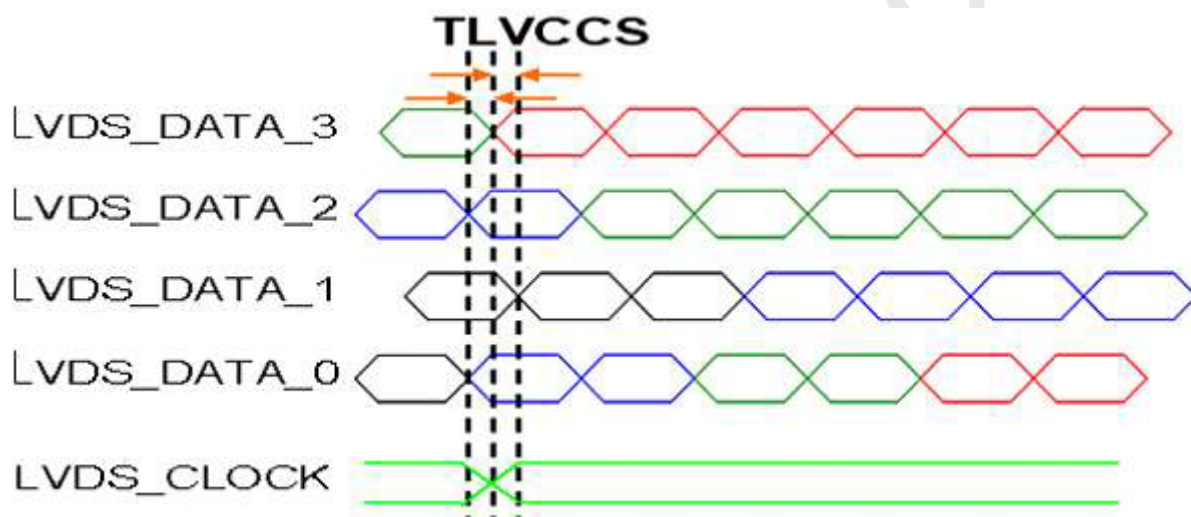 TLVCCS
LVDS_DATA_3
LVDS_DATA_2
LVDS_DATA_1
LVDS_DATA_0
LVDS_CLOCK